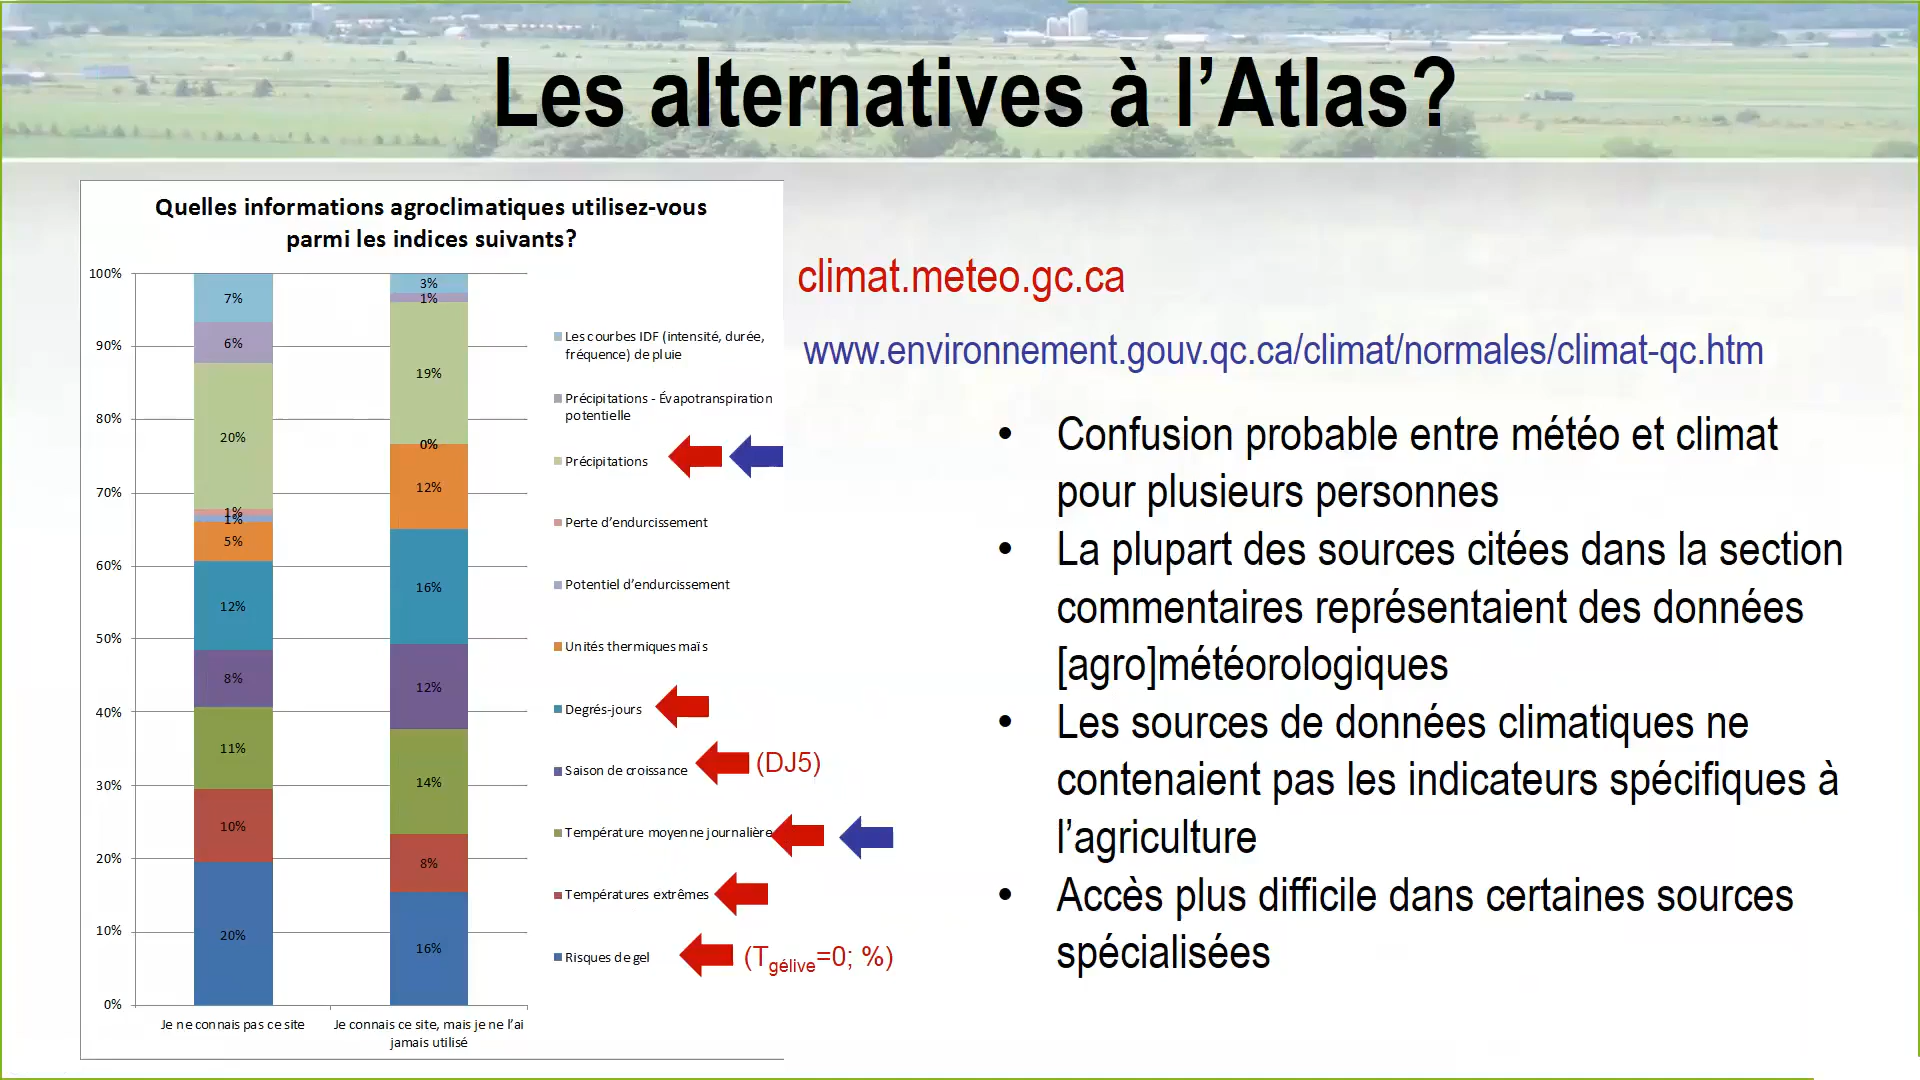 Les alternatives à l’Atlas?
Quelles informations agroclimatiques utilisez-vous
parmi les indices suivants?
100%
90%
80%
70%
60%
50%
40%
30%
20%
10%
0%
7%
6%
20%
1%
1%
5%
12%
8%
11%
10%
20%
3%
1%
19%
0%
12%
16%
12%
14%
8%
16%
Je ne connais pas ce site
Je connais ce site, mais je ne l’ai
jamais utilisé
Les courbes IDF (intensité, durée,
fréquence) de pluie
Précipitations - Évapotranspiration
potentielle
Précipitations
Perte d’endurcissement
Potentiel d’endurcissement
Unités thermiques maïs
Degrés-jours
Saison de croissance (DJ5)
Température moyenne journalière
Températures extrêmes
Risques de gel (Tgélive=0; %)
climat.meteo.gc.ca
www.environnement.gouv.qc.ca/climat/normales/climat-qc.htm
• Confusion probable entre météo et climat
pour plusieurs personnes
• La plupart des sources citées dans la section
commentaires représentaient des données
[agro]météorologiques
• Les sources de données climatiques ne
contenaient pas les indicateurs spécifiques à
l’agriculture
• Accès plus difficile dans certaines sources
spécialisées